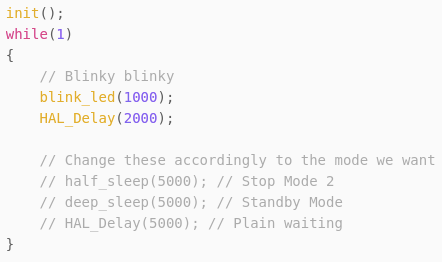 init();
while(1)
{
    // Blinky blinky
    blink_led(1000);
    HAL_Delay(2000);

    // Change these accordingly to the mode we want
    // half_sleep(5000); // Stop Mode 2
    // deep_sleep(5000); // Standby Mode
    // HAL_Delay(5000); // Plain waiting
}